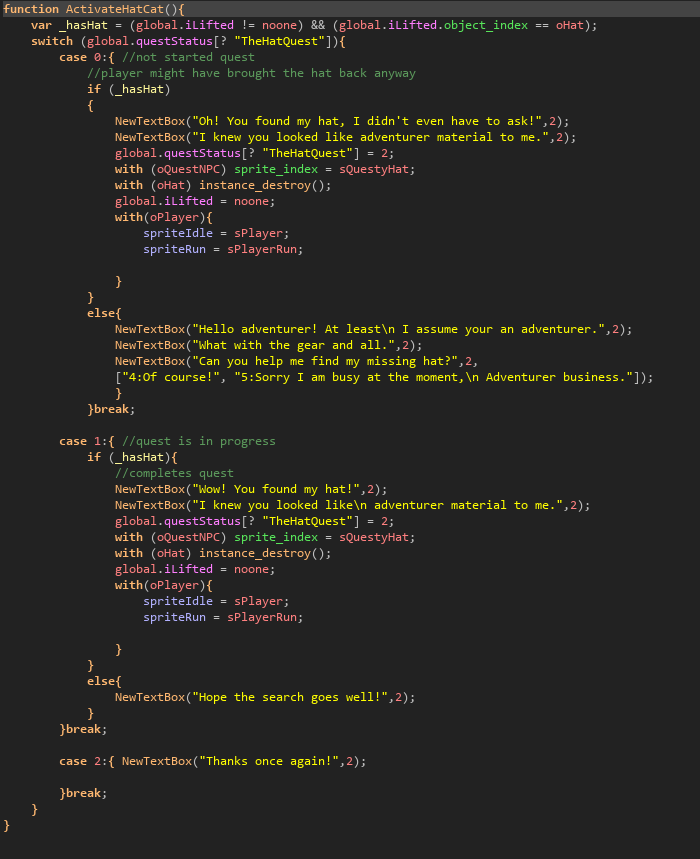 function ActivateHatCat(){
    var _hasHat = (global.iLifted != noone) && (global.iLifted.object_index == oHat);
    switch (global.questStatus[? "TheHatQuest"]){
        case 0:{ //not started quest
            //player might have brought the hat back anyway
            if (_hasHat)
            {
                NewTextBox("Oh! You found my hat, I didn't even have to ask!",2);
                NewTextBox("I knew you looked like adventurer material to me.",2);
                global.questStatus[? "TheHatQuest"] = 2;
                with (oQuestNPC) sprite_index = sQuestyHat;
                with (oHat) instance_destroy();
                global.iLifted = noone;
                with(oPlayer){
                    spriteIdle = sPlayer;
                    spriteRun = sPlayerRun;

                }
            }
            else{
                NewTextBox("Hello adventurer! At least\n I assume your an adventurer.",2);
                NewTextBox("What with the gear and all.",2);
                NewTextBox("Can you help me find my missing hat?",2,
                ["4:Of course!", "5:Sorry I am busy at the moment,\n Adventurer business."]);
                }
            }break;

        case 1:{ //quest is in progress
            if (_hasHat){
                //completes quest
                NewTextBox("Wow! You found my hat!",2);
                NewTextBox("I knew you looked like\n adventurer material to me.",2);
                global.questStatus[? "TheHatQuest"] = 2;
                with (oQuestNPC) sprite_index = sQuestyHat;
                with (oHat) instance_destroy();
                global.iLifted = noone;
                with(oPlayer){
                    spriteIdle = sPlayer;
                    spriteRun = sPlayerRun;

                }
            }
            else{
                NewTextBox("Hope the search goes well!",2);
            }
        }break;

        case 2:{ NewTextBox("Thanks once again!",2);

        }break;
    }
}